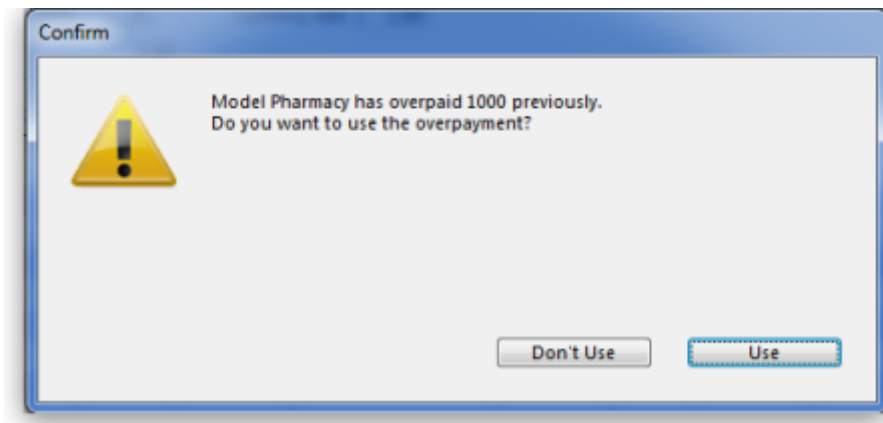 Confirm
Model Pharmacy has overpaid 1000 previously.
Do you want to use the overpayment?
Don't Use
Use